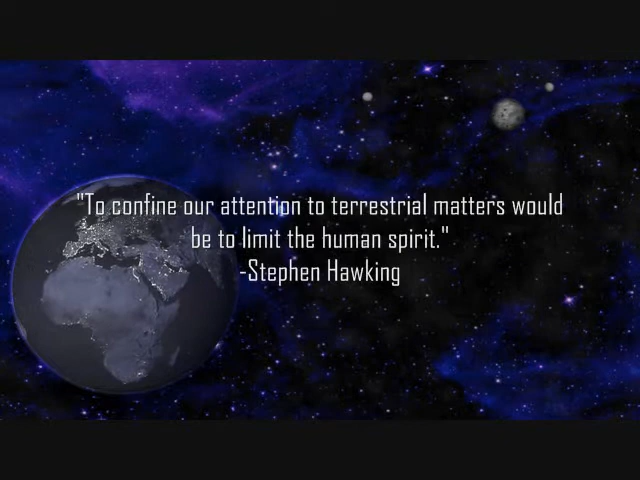 "To confine our attention to terrestrial matters would
be to limit the human spirit."
-Stephen Hawking